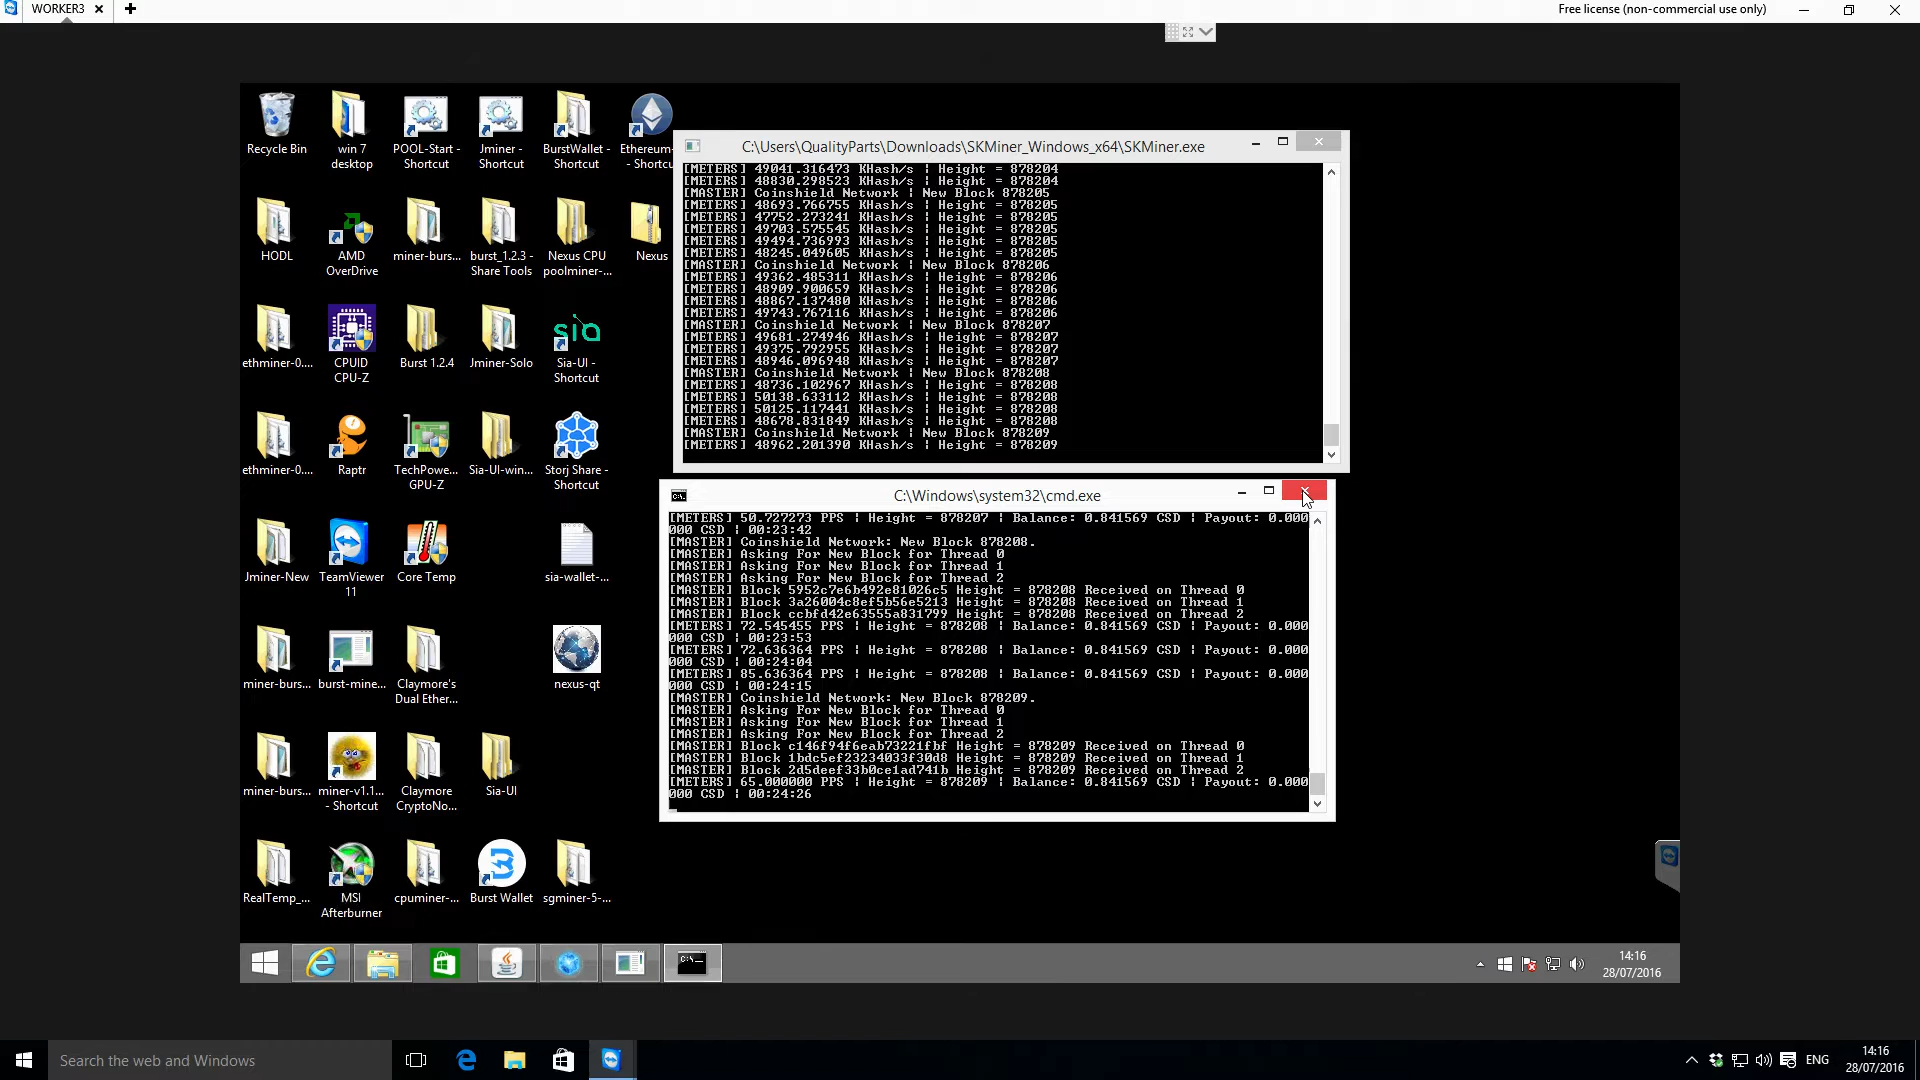 WORKER3
Free license (non-commercial use only)
Recycle Bin
win 7 desktop
POOL-Start - Shortcut
Jminer - Shortcut
BurstWallet - Shortcut
Ethereum- - Shortcu
HODL
AMD OverDrive
miner-burs...
burst_1.2.3 - Share Tools
Nexus CPU poolminer-...
Nexus
ethminer-0....
CPUID CPU-Z
Burst 1.2.4
Jminer-Solo
Sia-UI - Shortcut
sia
ethminer-0....
Raptr
TechPowe... GPU-Z
Sia-UI-win...
Storj Share - Shortcut
Jminer-New
TeamViewer 11
Core Temp
sia-wallet-...
miner-burs...
burst-mine...
Claymore's Dual Ether...
nexus-qt
miner-burs...
miner-v1.1... - Shortcut
Claymore CryptoNo...
Sia-UI
RealTemp_...
MSI Afterburner
cpuminer-...
Burst Wallet
sgminer-5-...
C:\Users\QualityParts\Downloads\SKMiner_Windows_x64\SKMiner.exe
[METERS] 49041.316473 KHash/s | Height = 878204
[METERS] 48830.298523 KHash/s | Height = 878204
[MASTER] Coinshield Network | New Block 878205
[METERS] 48693.766755 KHash/s | Height = 878205
[METERS] 47752.273241 KHash/s | Height = 878205
[METERS] 49703.575545 KHash/s | Height = 878205
[METERS] 49494.736993 KHash/s | Height = 878205
[METERS] 48245.049605 KHash/s | Height = 878205
[MASTER] Coinshield Network | New Block 878206
[METERS] 49362.485311 KHash/s | Height = 878206
[METERS] 48909.900659 KHash/s | Height = 878206
[METERS] 48867.137480 KHash/s | Height = 878206
[METERS] 49743.767116 KHash/s | Height = 878206
[MASTER] Coinshield Network | New Block 878207
[METERS] 49681.274946 KHash/s | Height = 878207
[METERS] 49375.792955 KHash/s | Height = 878207
[METERS] 48946.096948 KHash/s | Height = 878207
[MASTER] Coinshield Network | New Block 878208
[METERS] 48736.102967 KHash/s | Height = 878208
[METERS] 50138.633112 KHash/s | Height = 878208
[METERS] 50125.117441 KHash/s | Height = 878208
[METERS] 48678.831849 KHash/s | Height = 878208
[MASTER] Coinshield Network | New Block 878209
[METERS] 48962.201390 KHash/s | Height = 878209
C:\Windows\system32\cmd.exe
[METERS] 50.727273 PPS | Height = 878207 | Balance: 0.841569 CSD | Payout: 0.000
000 CSD | 00:23:42
[MASTER] Coinshield Network: New Block 878208.
[MASTER] Asking For New Block for Thread 0
[MASTER] Asking For New Block for Thread 1
[MASTER] Asking For New Block for Thread 2
[MASTER] Block 5952c7e6b492e81026c5 Height = 878208 Received on Thread 0
[MASTER] Block 3a26004c8ef5b56e5213 Height = 878208 Received on Thread 1
[MASTER] Block ccbfd42e63555a831799 Height = 878208 Received on Thread 2
[METERS] 72.545455 PPS | Height = 878208 | Balance: 0.841569 CSD | Payout: 0.000
000 CSD | 00:23:53
[METERS] 72.636364 PPS | Height = 878208 | Balance: 0.841569 CSD | Payout: 0.000
000 CSD | 00:24:04
[METERS] 85.636364 PPS | Height = 878208 | Balance: 0.841569 CSD | Payout: 0.000
000 CSD | 00:24:15
[MASTER] Coinshield Network: New Block 878209.
[MASTER] Asking For New Block for Thread 0
[MASTER] Asking For New Block for Thread 1
[MASTER] Asking For New Block for Thread 2
[MASTER] Block c146f94f6eab73221fbf Height = 878209 Received on Thread 0
[MASTER] Block 1bdc5ef23234033f30d8 Height = 878209 Received on Thread 1
[MASTER] Block 2d5deef33b0ce1ad741b Height = 878209 Received on Thread 2
[METERS] 65.000000 PPS | Height = 878209 | Balance: 0.841569 CSD | Payout: 0.000
000 CSD | 00:24:26
14:16
28/07/2016
Search the web and Windows
ENG
14:16
28/07/2016